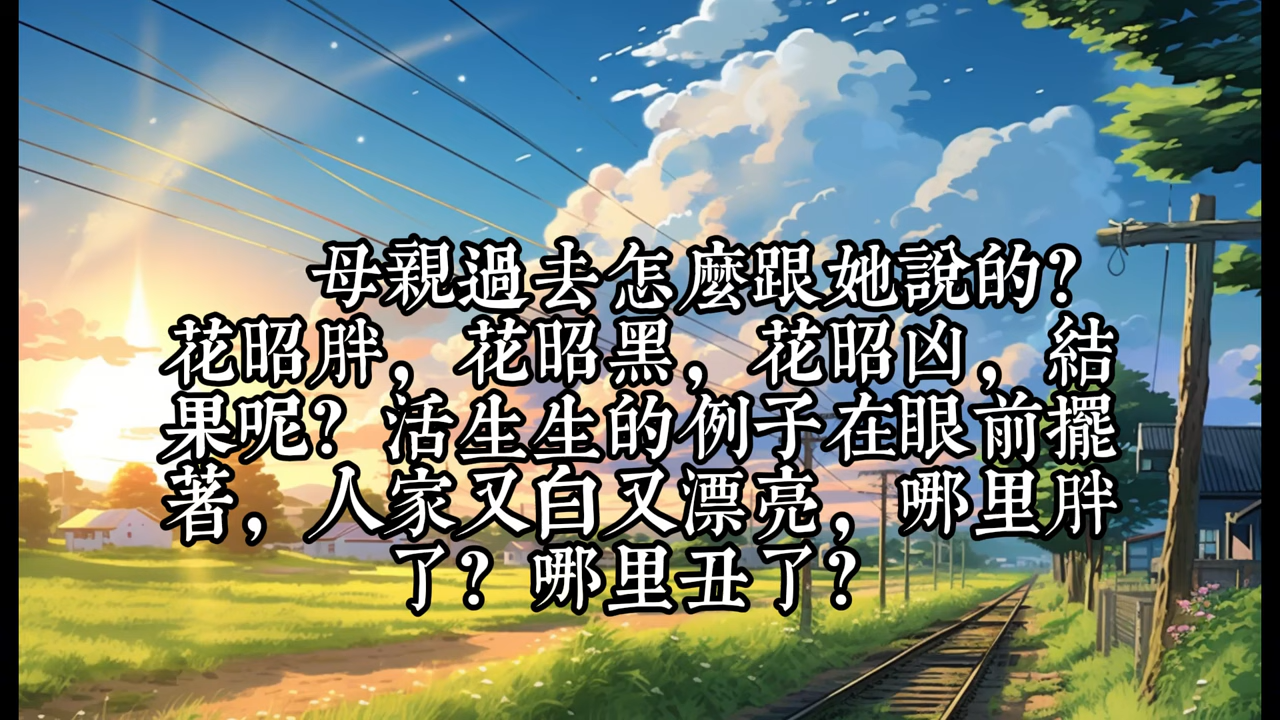 母親過去怎麼跟她說的？
花昭胖，花昭黑，花昭凶，結
果呢？活生生的例子在眼前擺
著，人家又白又漂亮，哪里胖
了？哪里丑了？